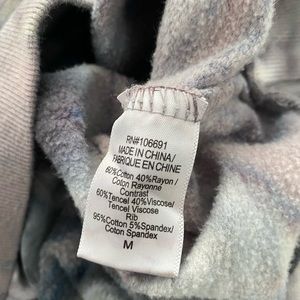 RN#106691
MADE IN CHINA/
FABRIQUE EN CHINE
60%Cotton 40%Rayon/
Coton Rayonne
Contrast
60%Tencel 40%Viscose/
Tencel Viscose
Rib
95%Cotton 5%Spandex/
Coton Spandex
M